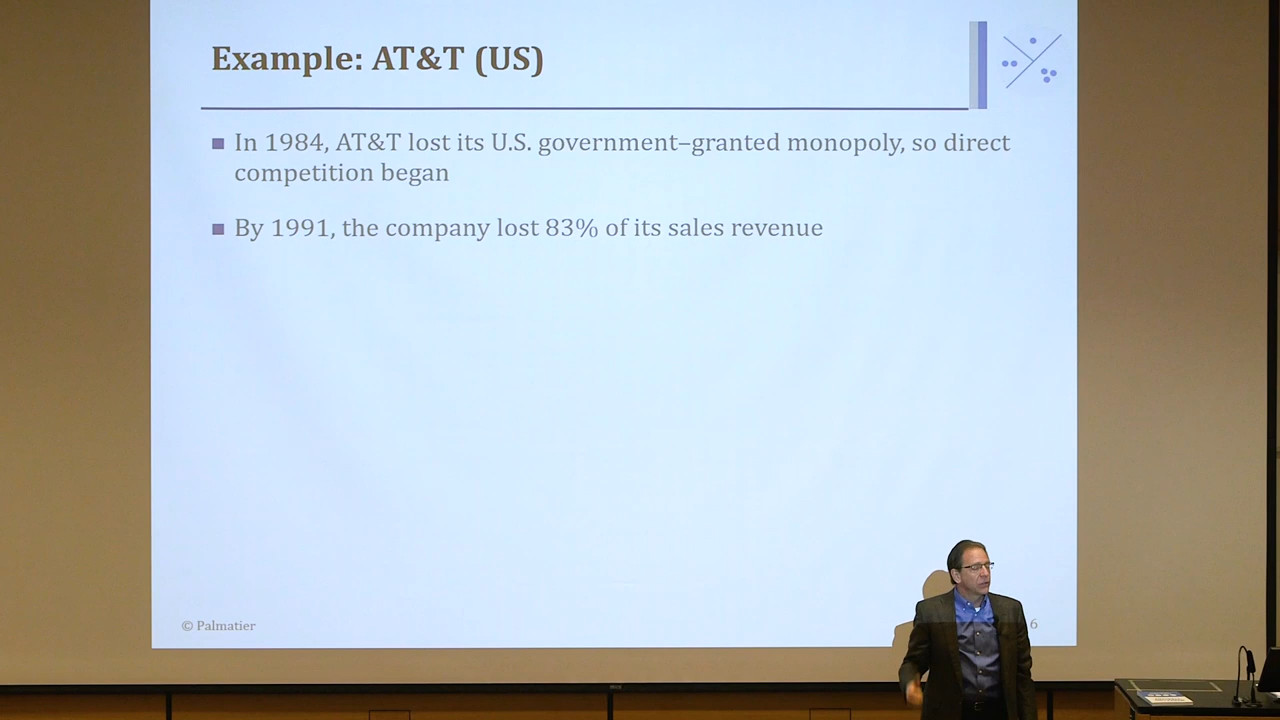 Example: AT&T (US)
In 1984, AT&T lost its U.S. government–granted monopoly, so direct
competition began
By 1991, the company lost 83% of its sales revenue
© Palmatier
6